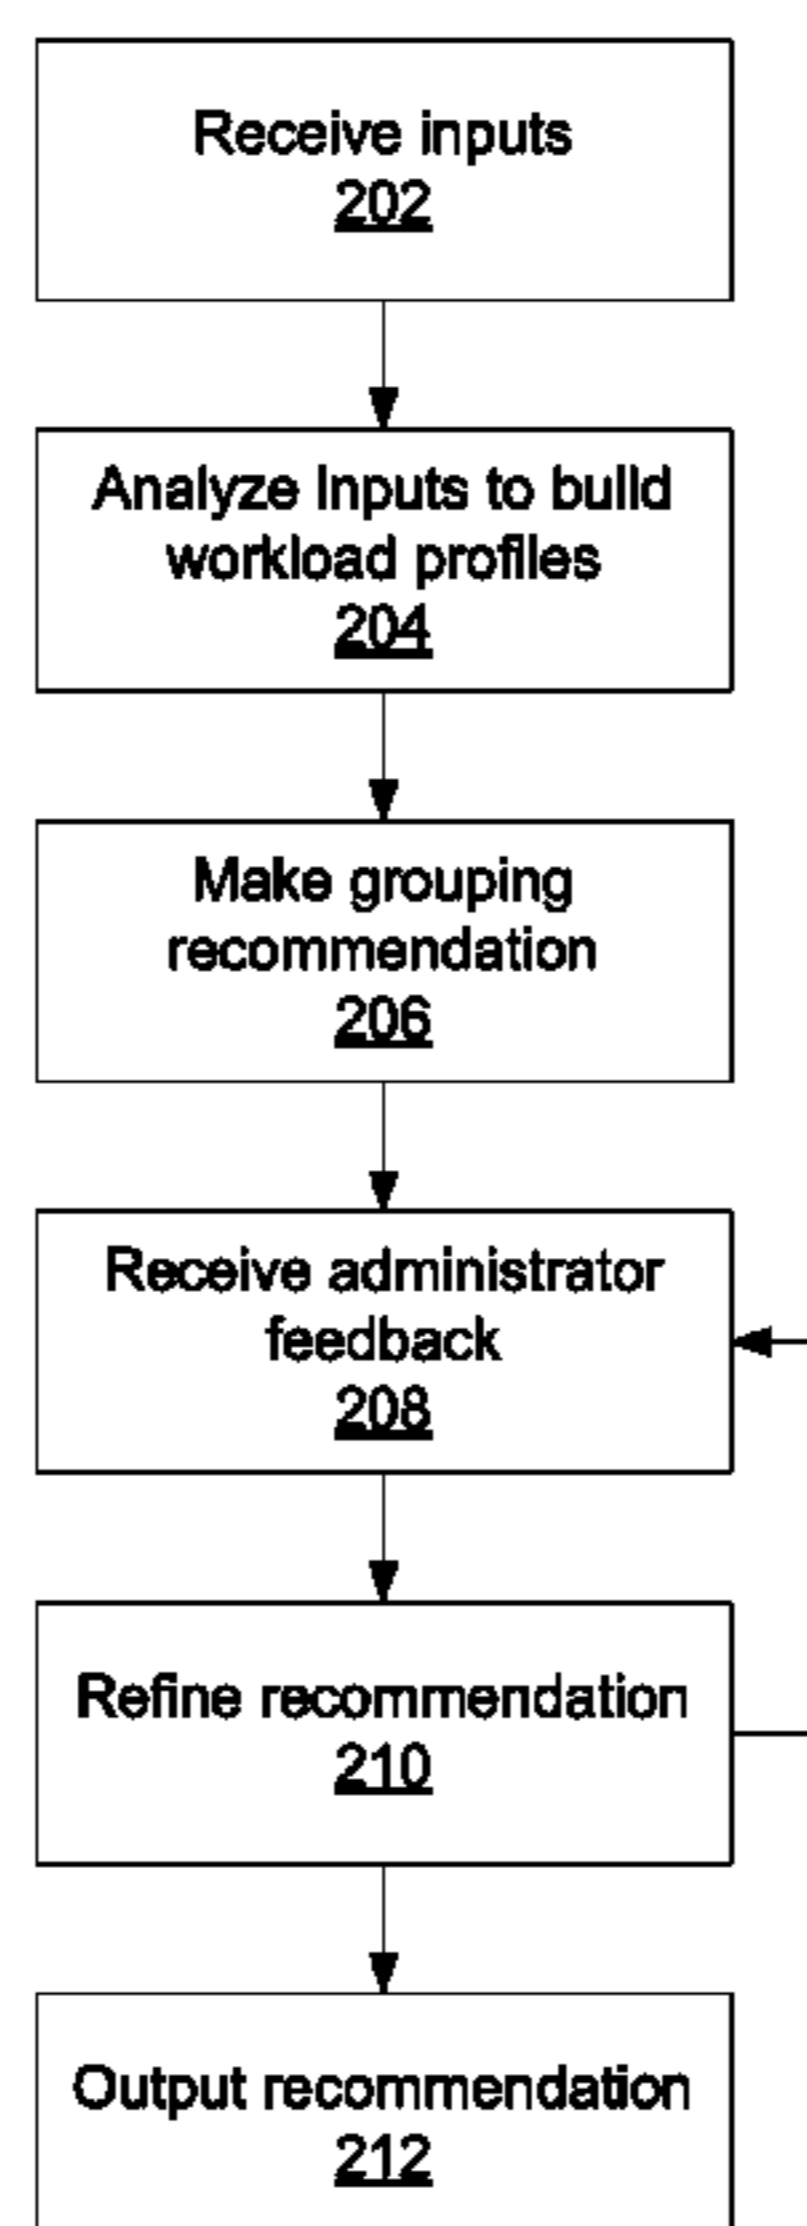 Receive inputs
202
Analyze inputs to build
workload profiles
204
Make grouping
recommendation
206
Receive administrator
feedback
208
Refine recommendation
210
Output recommendation
212